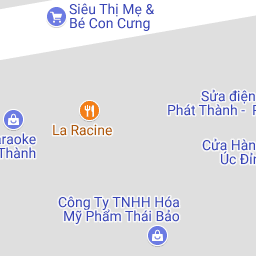 Siêu Thị Mẹ &
Bé Con Cưng
Sửa điện
Phát Thành -
La Racine
araoke
Thành
Cửa Hàn
Úc Đỉ
Công Ty TNHH Hóa
Mỹ Phẩm Thái Bảo